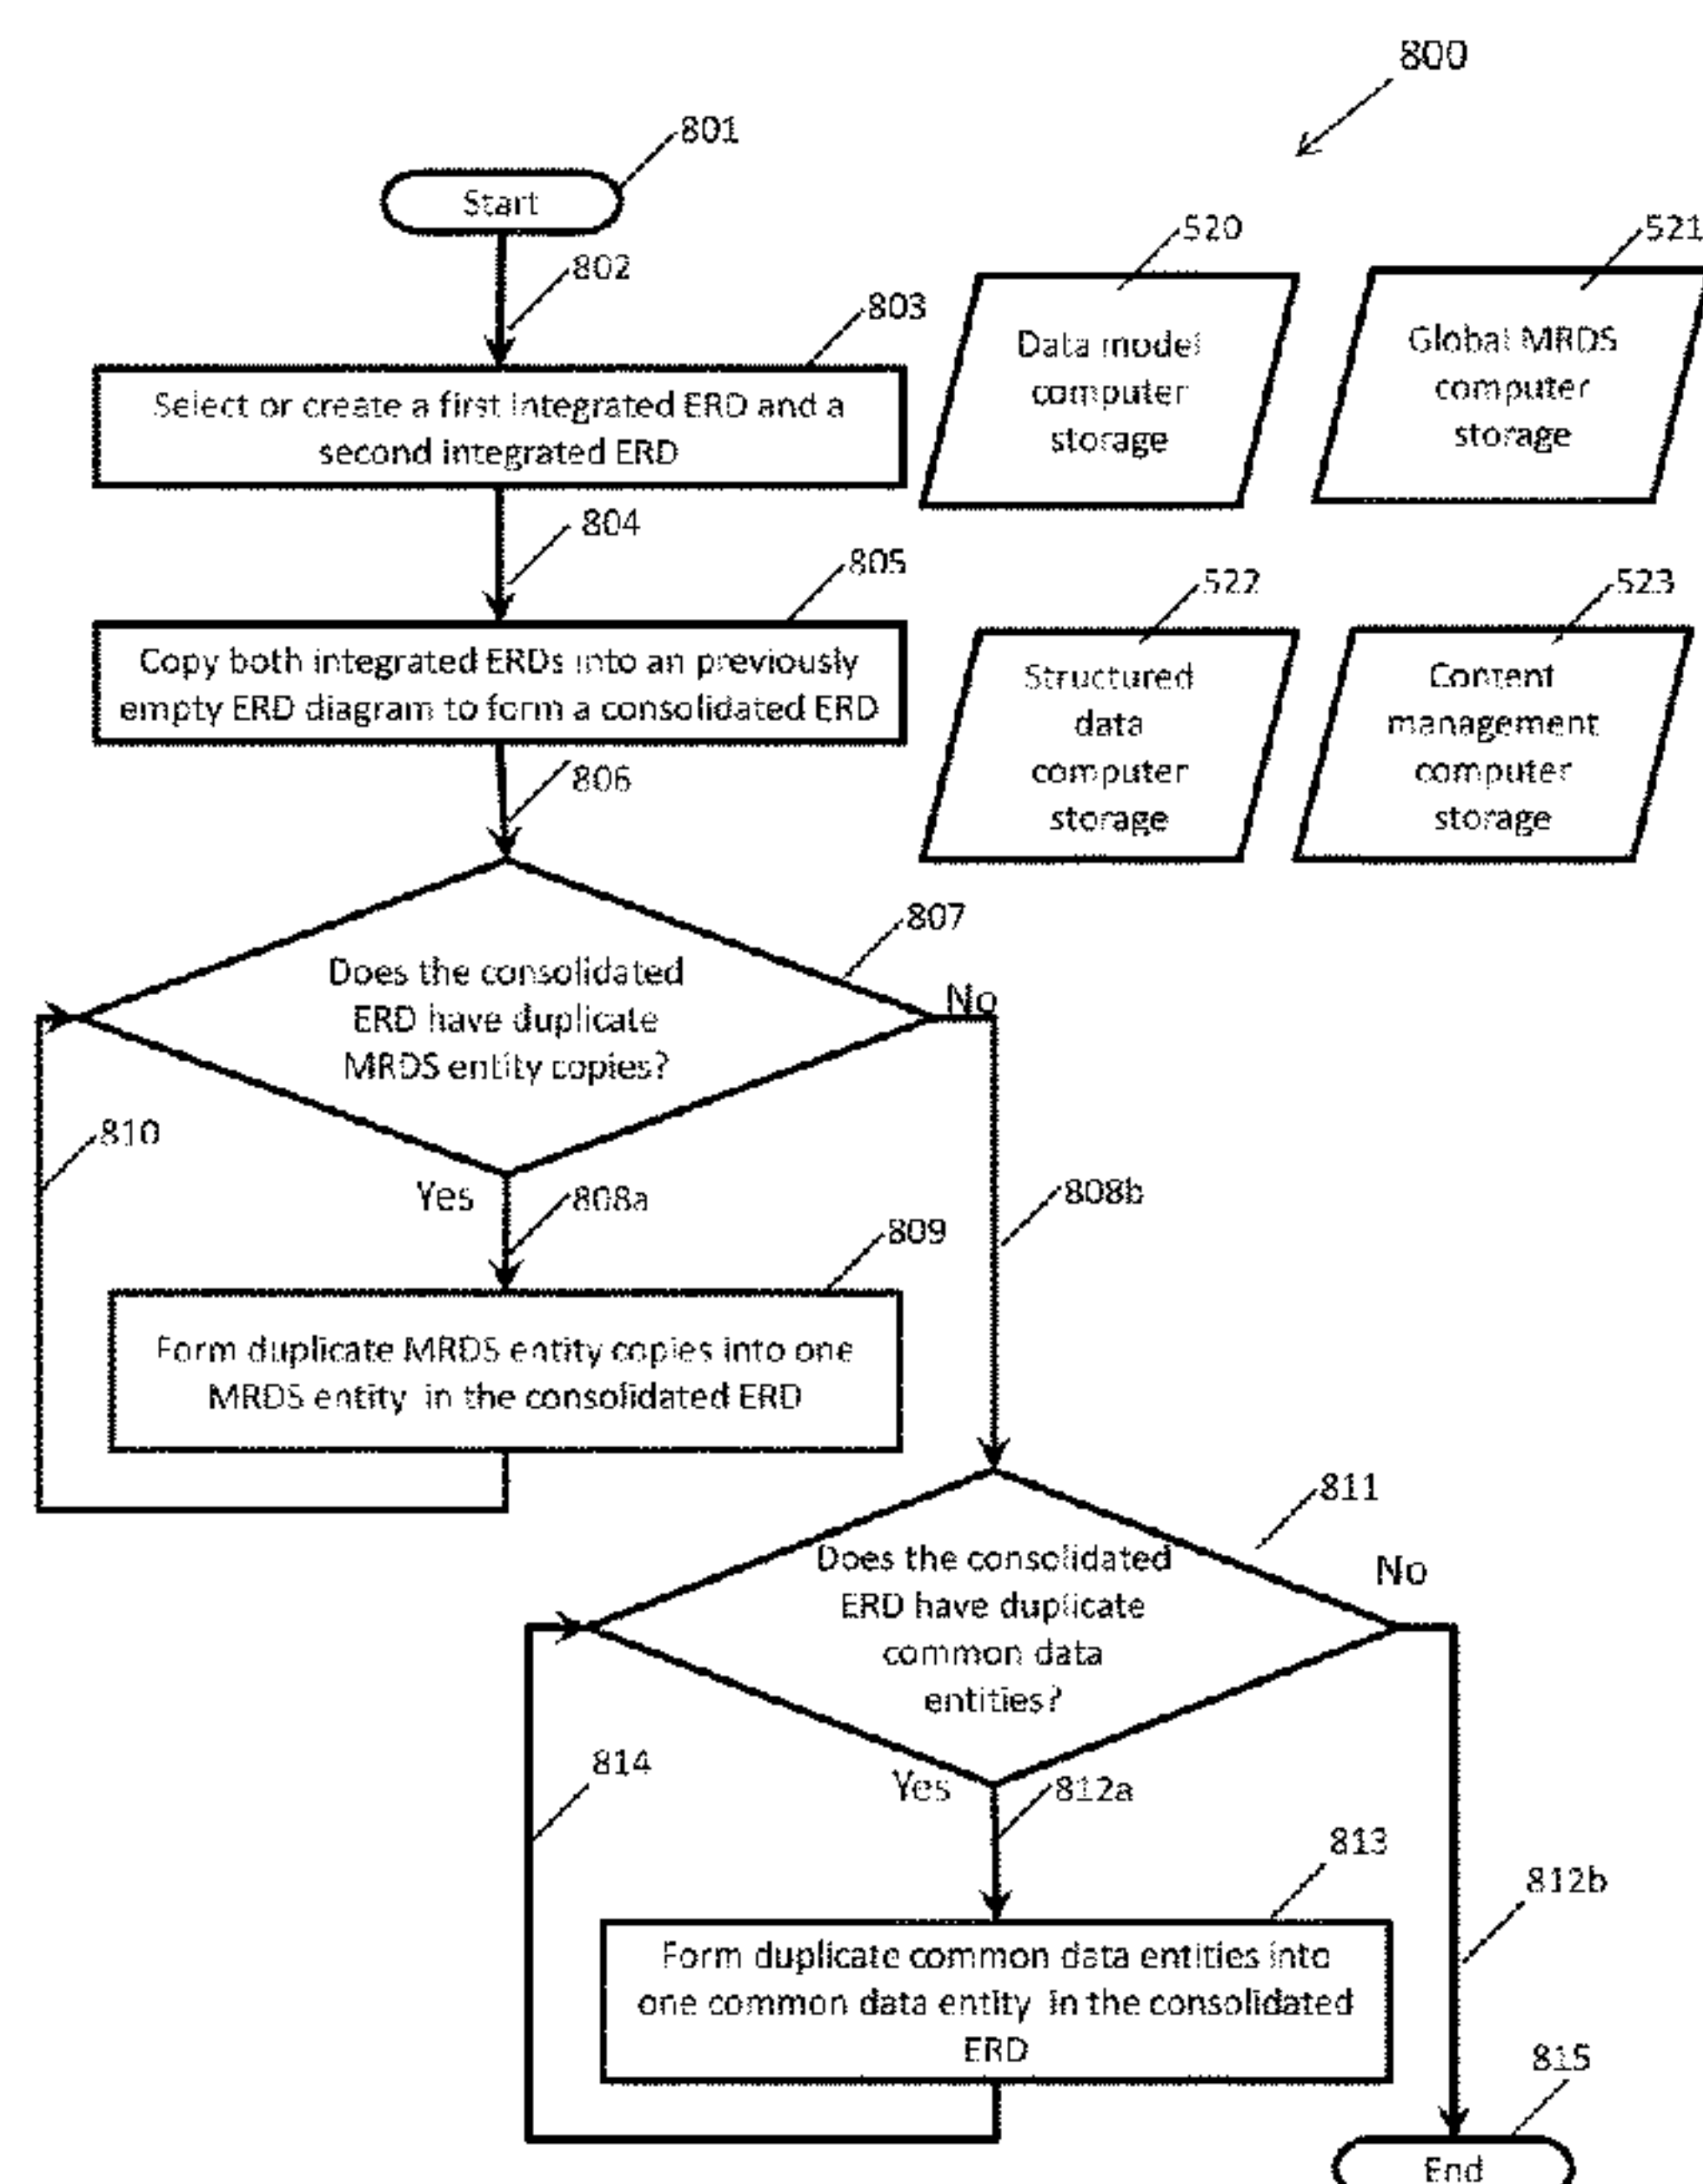 800
801
Start
802
520
521
803
Data model
computer
storage
Global MRDS
computer
storage
Select or create a first integrated ERD and a
second integrated ERD
804
805
522
523
Copy both integrated ERDs into an previously
empty ERD diagram to form a consolidated ERD
Structured
data
computer
storage
Content
management
computer
storage
806
807
Does the consolidated
ERD have duplicate
MRDS entity copies?
No
810
Yes
808a
808b
809
Form duplicate MRDS entity copies into one
MRDS entity in the consolidated ERD
811
Does the consolidated
ERD have duplicate
common data
entities?
No
814
Yes
812a
813
812b
Form duplicate common data entities into
one common data entity in the consolidated
ERD
815
End